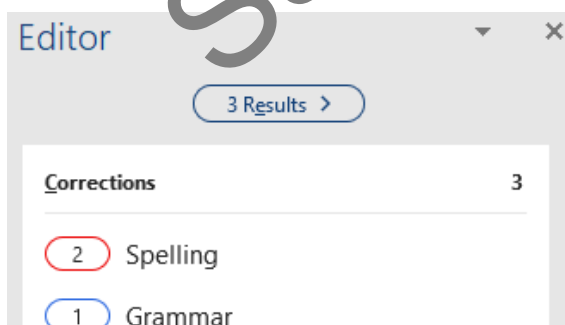 Editor
3 Results >
Corrections 3
2 Spelling
1 Grammar